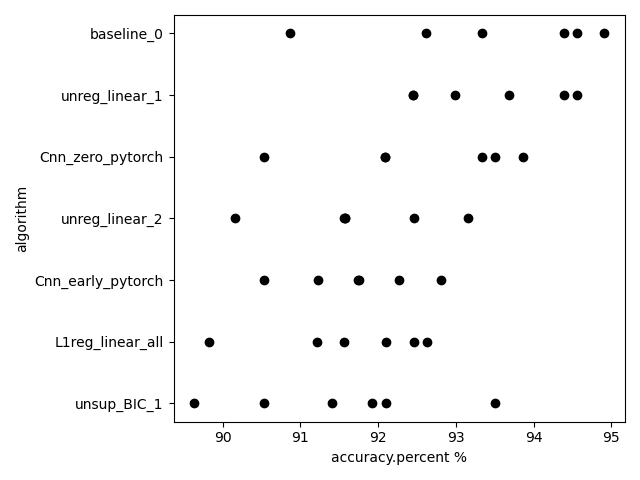 baseline_0
unreg_linear_1
Cnn_zero_pytorch
unreg_linear_2
Cnn_early_pytorch
L1reg_linear_all
unsup_BIC_1
algorithm
90 91 92 93 94 95
accuracy.percent %